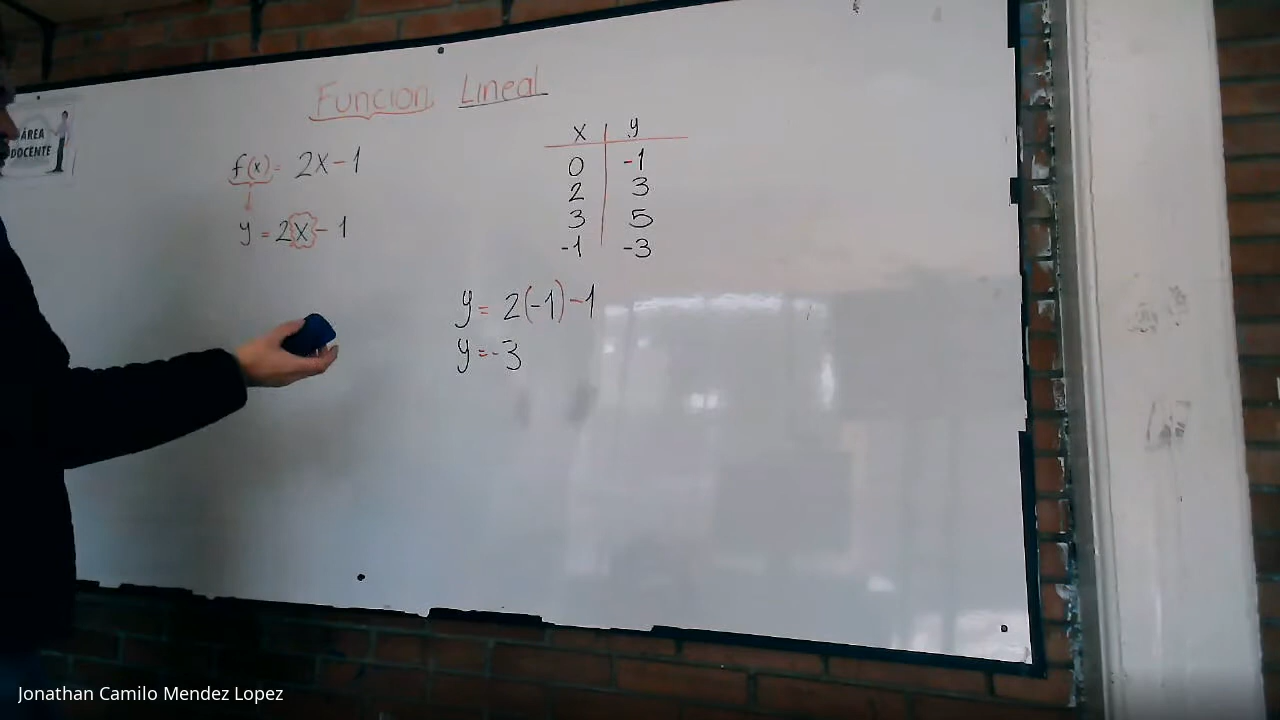 Funcion Lineal
ÁREA
DOCENTE
f(x) = 2x-1
y = 2x - 1
x | y
0 | -1
2 | 3
3 | 5
-1 | -3
y = 2(-1)-1
y = -3
Jonathan Camilo Mendez Lopez